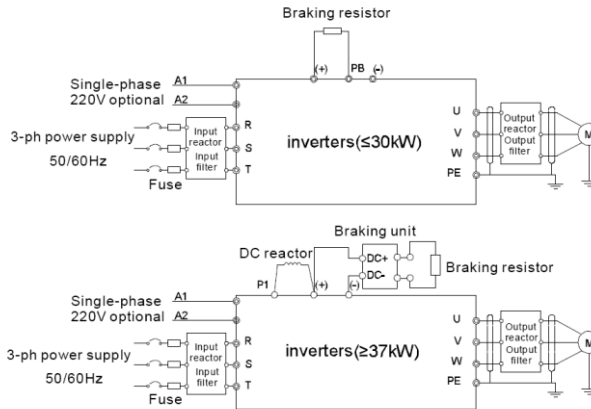 Braking resistor
(+) PB (-)
Single-phase A1
220V optional A2
3-ph power supply
50/60Hz
Fuse
Input
reactor
Input
filter
R
S
T
inverters(≤30kW)
U
V
W
PE
Output
reactor
Output
filter
M
Braking unit
DC reactor
DC+
DC-
Braking resistor
P1 (+) (-)
Single-phase A1
220V optional A2
3-ph power supply
50/60Hz
Fuse
Input
reactor
Input
filter
R
S
T
inverters(≥37kW)
U
V
W
PE
Output
reactor
Output
filter
M